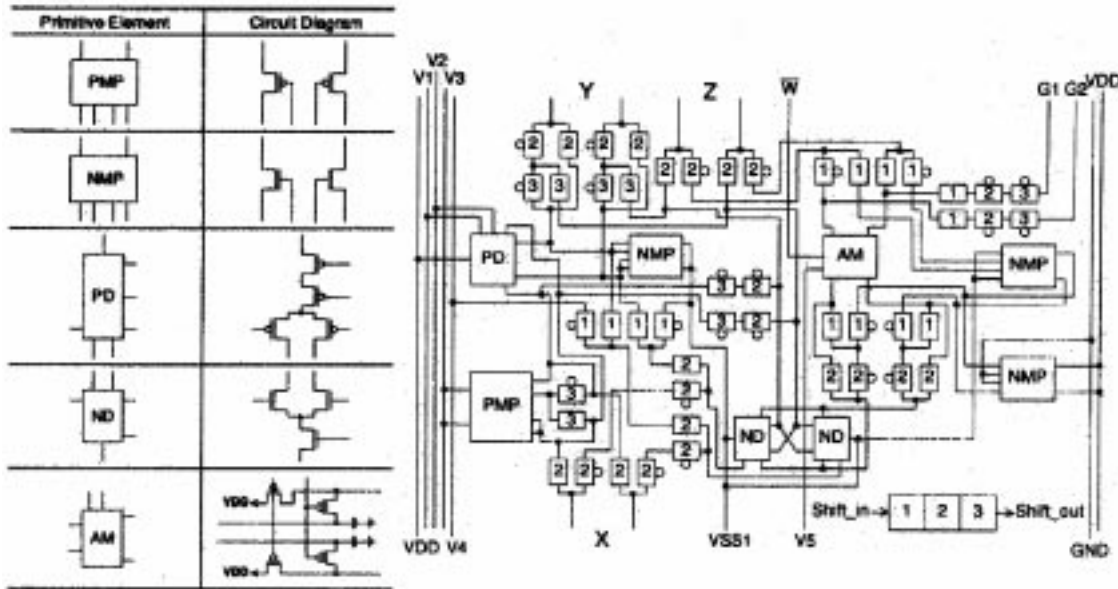 Primitive Element Circuit Diagram
PMP
NMP
PD
ND
AM
VDD
VDD
V1 V2 V3
Y Z W
G1 G2 VDD
2 2 2 2
3 3 3 3 2 2 2 2
1 1 1 1
1 2 3
1 2 3
PD NMP AM NMP
3 2
3 2
1 1 1 1
1 1 1 1
2 2 2 2
PMP
3
3
2
3
2
2
ND ND
NMP
2 2 2 2
Shift_in 1 2 3 Shift_out
VDD V4 X VSS1 V5 GND